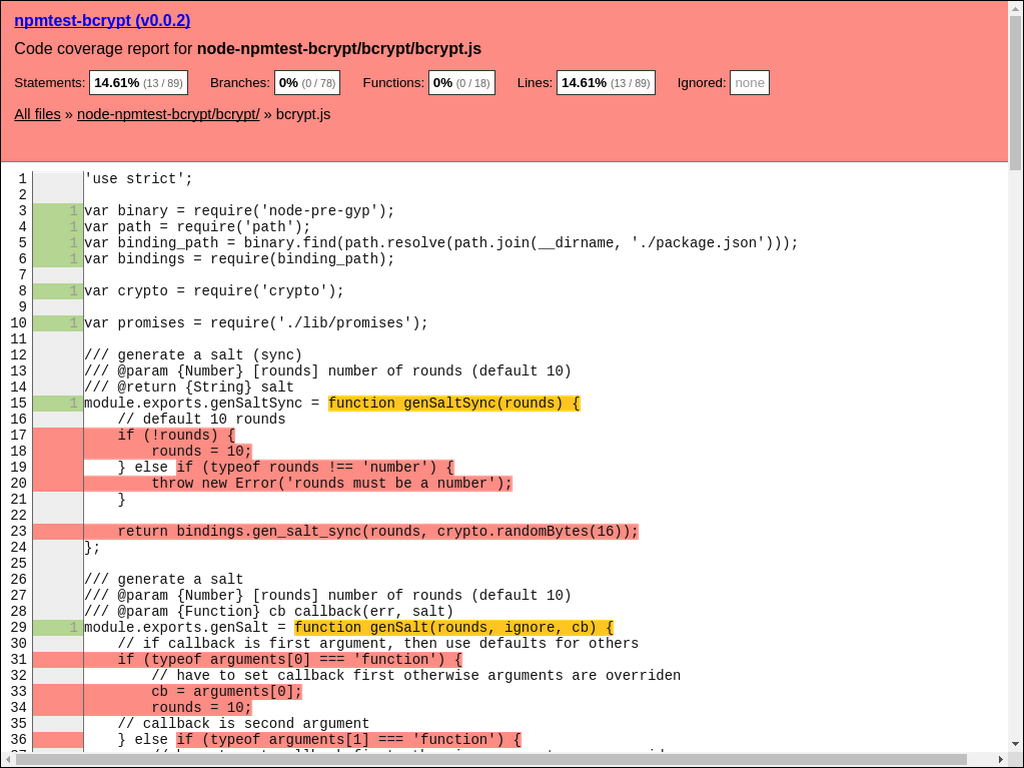 npmtest-bcrypt (v0.0.2)
Code coverage report for node-npmtest-bcrypt/bcrypt/bcrypt.js
Statements: 14.61% (13 / 89) Branches: 0% (0 / 78) Functions: 0% (0 / 18) Lines: 14.61% (13 / 89) Ignored: none
All files » node-npmtest-bcrypt/bcrypt/ » bcrypt.js
1 'use strict';
2
3 1 var binary = require('node-pre-gyp');
4 1 var path = require('path');
5 1 var binding_path = binary.find(path.resolve(path.join(__dirname, './package.json')));
6 1 var bindings = require(binding_path);
7
8 1 var crypto = require('crypto');
9
10 1 var promises = require('./lib/promises');
11
12 /// generate a salt (sync)
13 /// @param {Number} [rounds] number of rounds (default 10)
14 /// @return {String} salt
15 1 module.exports.genSaltSync = function genSaltSync(rounds) {
16 // default 10 rounds
17 if (!rounds) {
18 rounds = 10;
19 } else if (typeof rounds !== 'number') {
20 throw new Error('rounds must be a number');
21 }
22
23 return bindings.gen_salt_sync(rounds, crypto.randomBytes(16));
24 };
25
26 /// generate a salt
27 /// @param {Number} [rounds] number of rounds (default 10)
28 /// @param {Function} cb callback(err, salt)
29 1 module.exports.genSalt = function genSalt(rounds, ignore, cb) {
30 // if callback is first argument, then use defaults for others
31 if (typeof arguments[0] === 'function') {
32 // have to set callback first otherwise arguments are overriden
33 cb = arguments[0];
34 rounds = 10;
35 // callback is second argument
36 } else if (typeof arguments[1] === 'function') {